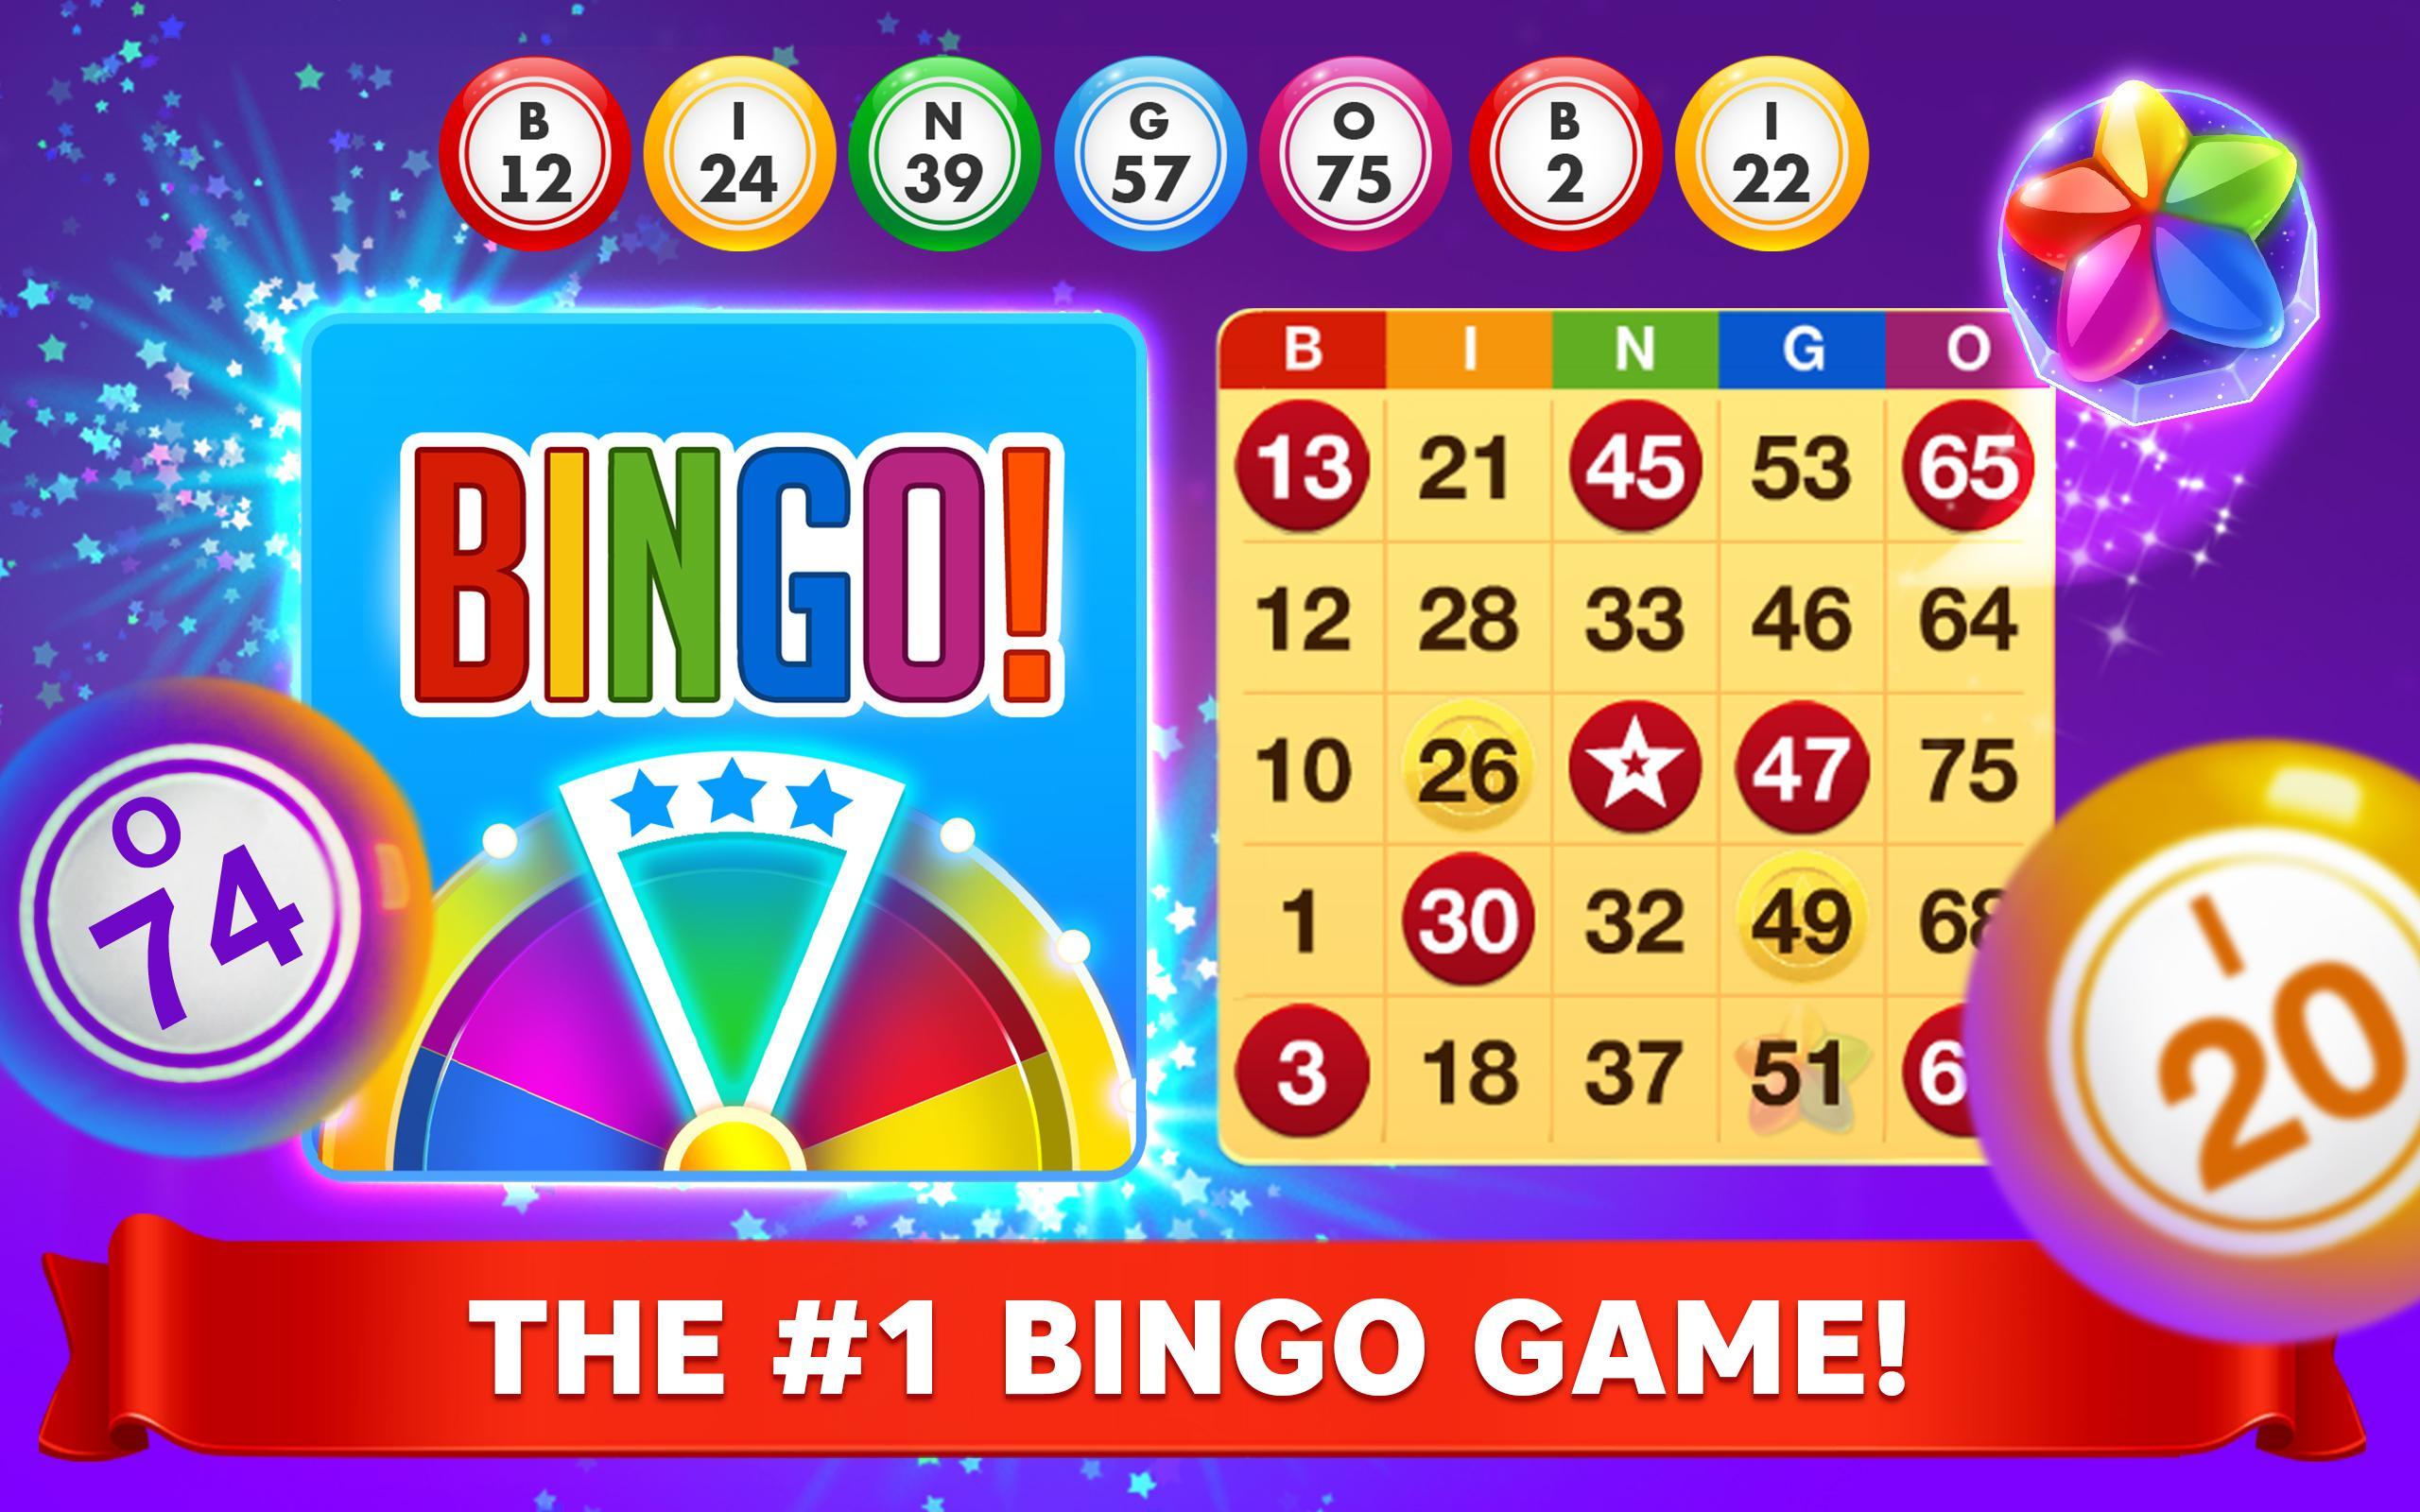 B 12 I 24 N 39 G 57 O 75 B 2 I 22
BINGO!
B I N G O
13 21 45 53 65
12 28 33 46 64
10 26 47 75
1 30 32 49 68
3 18 37 51
O 74
I 20
THE #1 BINGO GAME!